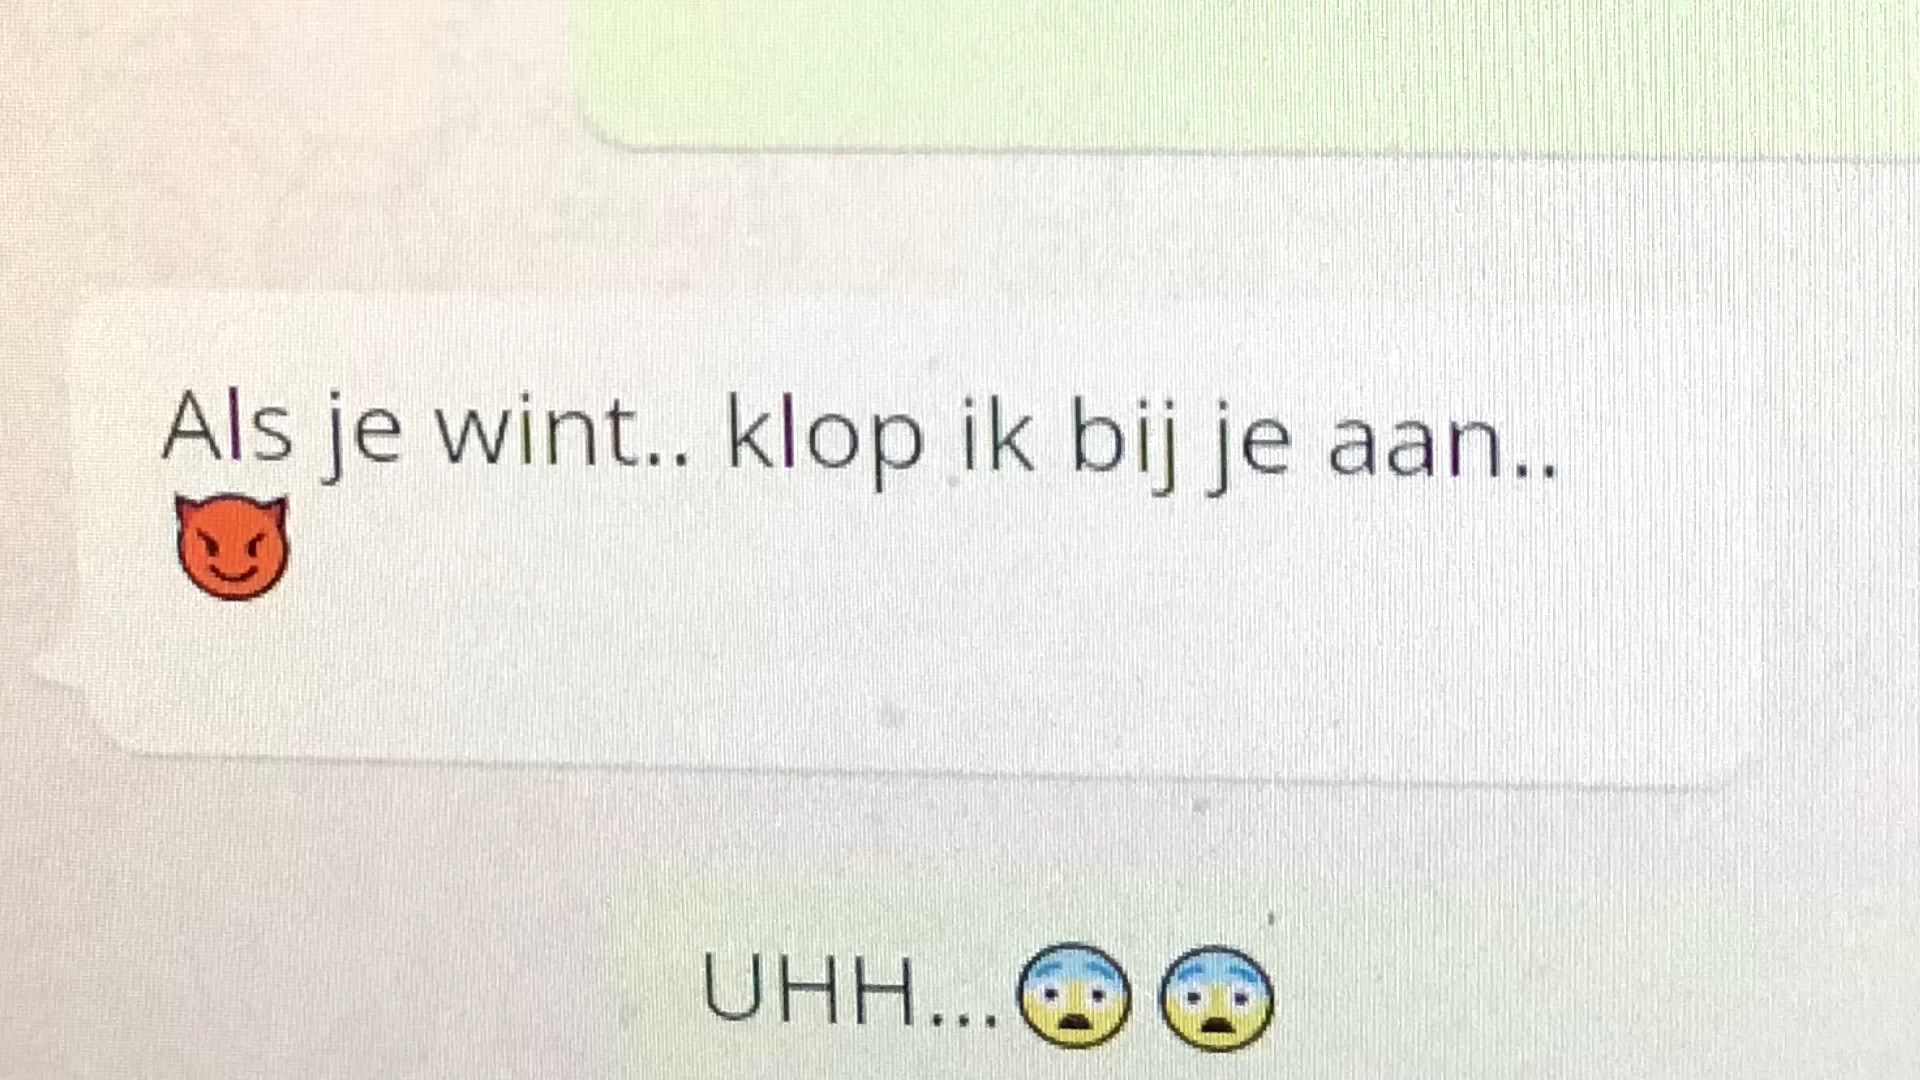 Als je wint.. klop ik bij je aan..
😈
UHH...😨😨